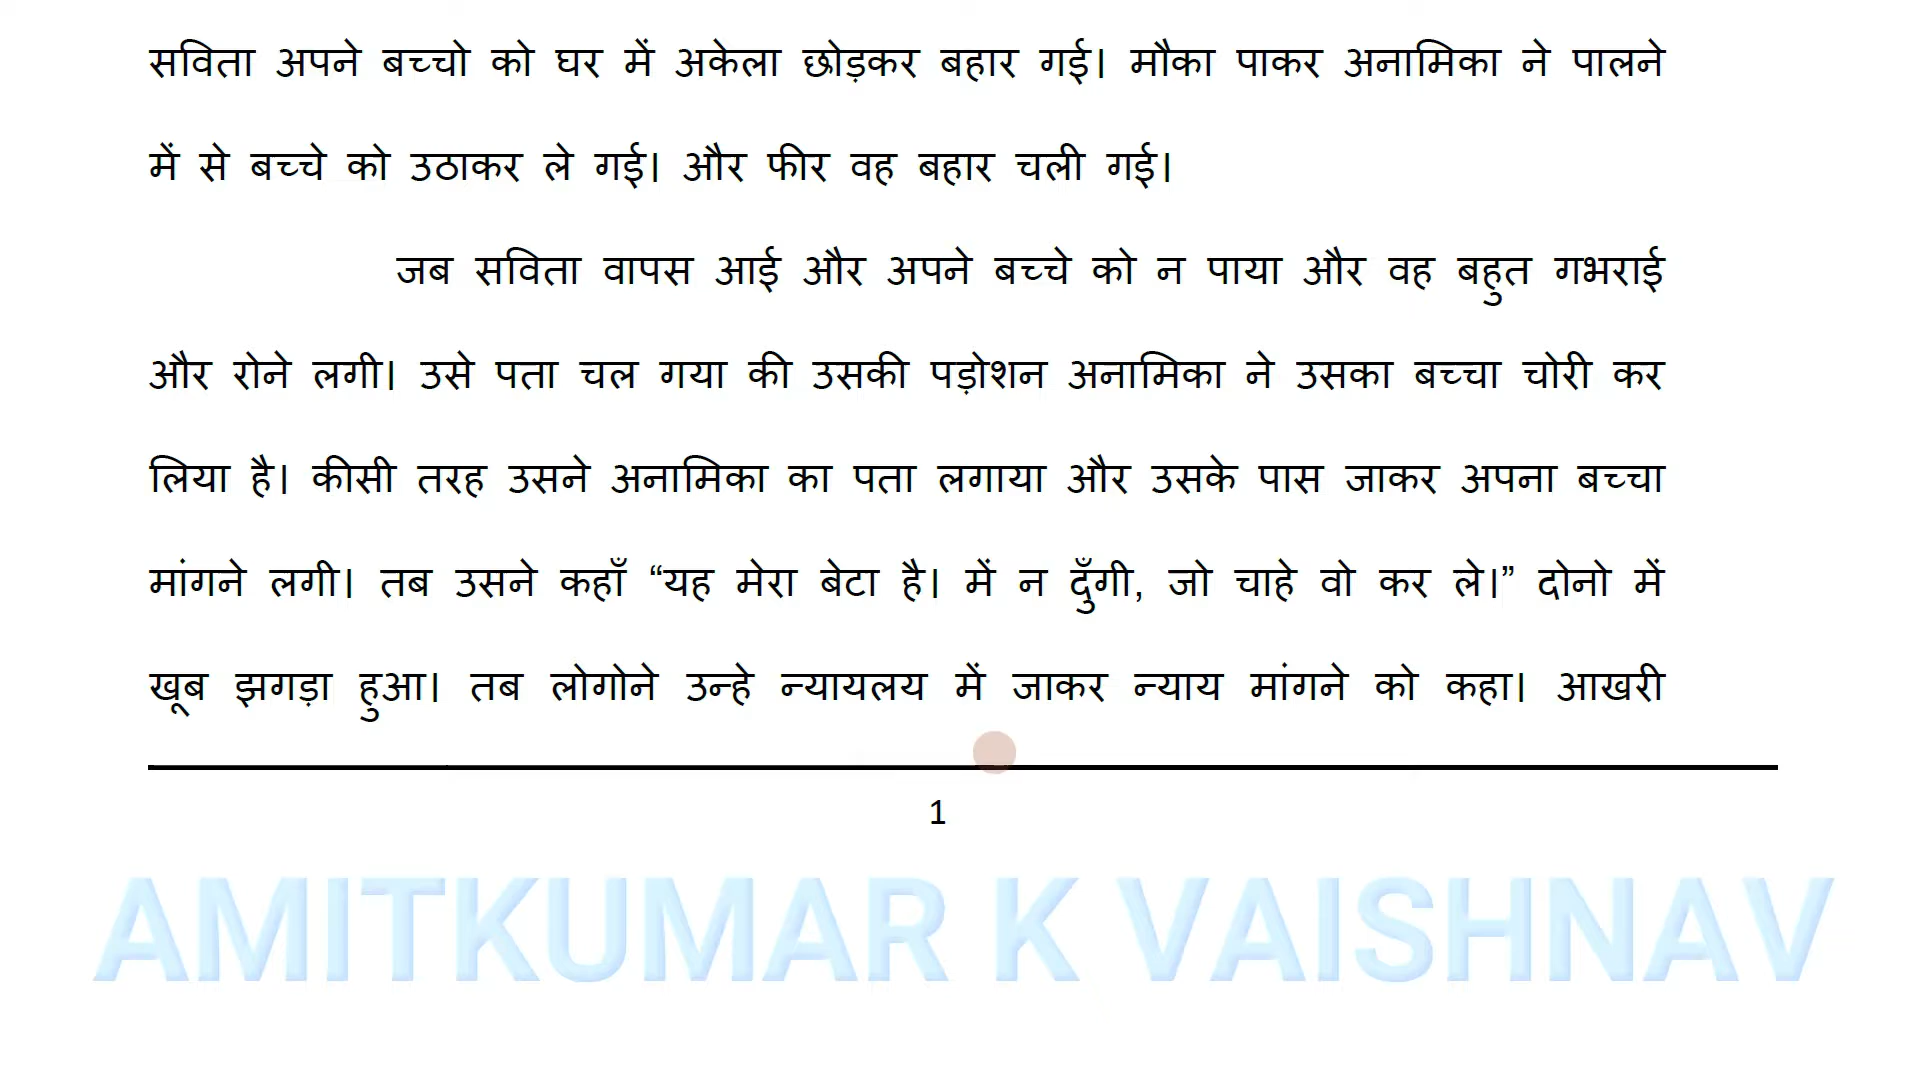 सविता अपने बच्चो को घर में अकेला छोड़कर बहार गई। मौका पाकर अनामिका ने पालने
में से बच्चे को उठाकर ले गई। और फीर वह बहार चली गई।
जब सविता वापस आई और अपने बच्चे को न पाया और वह बहुत गभराई
और रोने लगी। उसे पता चल गया की उसकी पड़ोशन अनामिका ने उसका बच्चा चोरी कर
लिया है। कीसी तरह उसने अनामिका का पता लगाया और उसके पास जाकर अपना बच्चा
मांगने लगी। तब उसने कहाँ “यह मेरा बेटा है। में न दुँगी, जो चाहे वो कर ले।” दोनो में
खूब झगड़ा हुआ। तब लोगोने उन्हे न्यायलय में जाकर न्याय मांगने को कहा। आखरी
1
AMITKUMAR K VAISHNAV